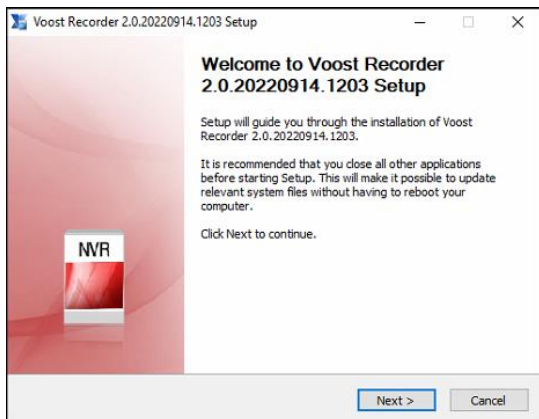 Voost Recorder 2.0.20220914.1203 Setup
Welcome to Voost Recorder
2.0.20220914.1203 Setup
Setup will guide you through the installation of Voost
Recorder 2.0.20220914.1203.
It is recommended that you close all other applications
before starting Setup. This will make it possible to update
relevant system files without having to reboot your
computer.
Click Next to continue.
NVR
Next >
Cancel